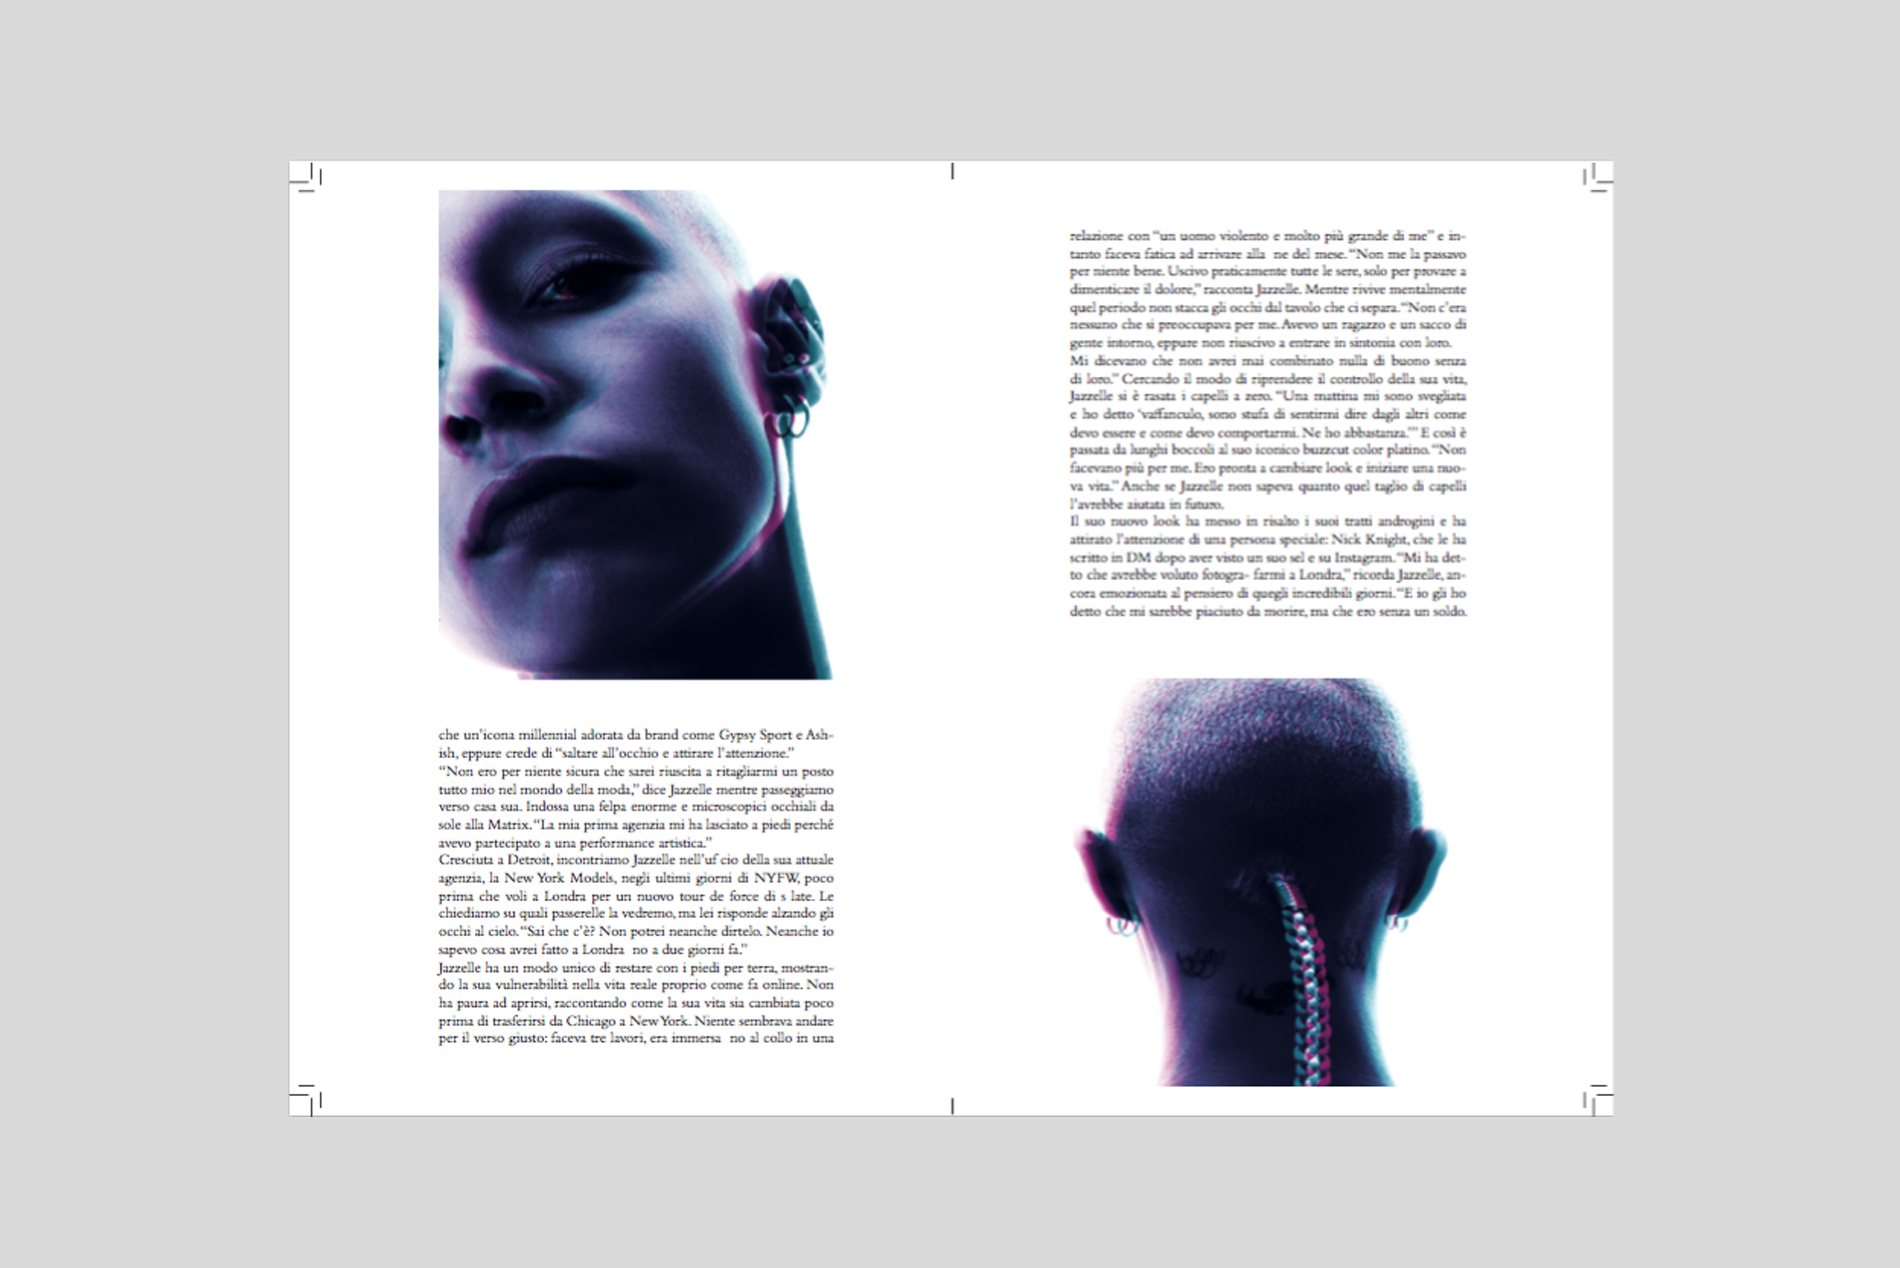 che un'icona millennial adorata da brand come Gypsy Sport e Ash-
ish, eppure crede di “saltare all'occhio e attirare l'attenzione.”
“Non ero per niente sicura che sarei riuscita a ritagliarmi un posto
tutto mio nel mondo della moda,” dice Jazzelle mentre passeggiamo
verso casa sua. Indossa una felpa enorme e microscopici occhiali da
sole alla Matrix. “La mia prima agenzia mi ha lasciato a piedi perché
avevo partecipato a una performance artistica.”
Cresciuta a Detroit, incontriamo Jazzelle nell'uf cio della sua attuale
agenzia, la New York Models, negli ultimi giorni di NYFW, poco
prima che voli a Londra per un nuovo tour de force di s late. Le
chiediamo su quali passerelle la vedremo, ma lei risponde alzando gli
occhi al cielo. “Sai che c'è? Non potrei neanche dirtelo. Neanche io
sapevo cosa avrei fatto a Londra  no a due giorni fa.”
Jazzelle ha un modo unico di restare con i piedi per terra, mostran-
do la sua vulnerabilità nella vita reale proprio come fa online. Non
ha paura ad aprirsi, raccontando come la sua vita sia cambiata poco
prima di trasferirsi da Chicago a New York. Niente sembrava andare
per il verso giusto: faceva tre lavori, era immersa  no al collo in una
relazione con “un uomo violento e molto più grande di me” e in-
tanto faceva fatica ad arrivare alla  ne del mese. “Non me la passavo
per niente bene. Uscivo praticamente tutte le sere, solo per provare a
dimenticare il dolore,” racconta Jazzelle. Mentre rivive mentalmente
quel periodo non stacca gli occhi dal tavolo che ci separa. “Non c'era
nessuno che si preoccupava per me. Avevo un ragazzo e un sacco di
gente intorno, eppure non riuscivo a entrare in sintonia con loro.
Mi dicevano che non avrei mai combinato nulla di buono senza
di loro.” Cercando il modo di riprendere il controllo della sua vita,
Jazzelle si è rasata i capelli a zero. “Una mattina mi sono svegliata
e ho detto ‘vaffanculo, sono stufa di sentirmi dire dagli altri come
devo essere e come devo comportarmi. Ne ho abbastanza.’” E così è
passata da lunghi boccoli al suo iconico buzzcut color platino. “Non
facevano più per me. Ero pronta a cambiare look e iniziare una nuo-
va vita.” Anche se Jazzelle non sapeva quanto quel taglio di capelli
l'avrebbe aiutata in futuro.
Il suo nuovo look ha messo in risalto i suoi tratti androgini e ha
attirato l'attenzione di una persona speciale: Nick Knight, che le ha
scritto in DM dopo aver visto un suo sel e su Instagram. “Mi ha det-
to che avrebbe voluto fotogra- farmi a Londra,” ricorda Jazzelle, an-
cora emozionata al pensiero di quegli incredibili giorni. “E io gli ho
detto che mi sarebbe piaciuto da morire, ma che ero senza un soldo.